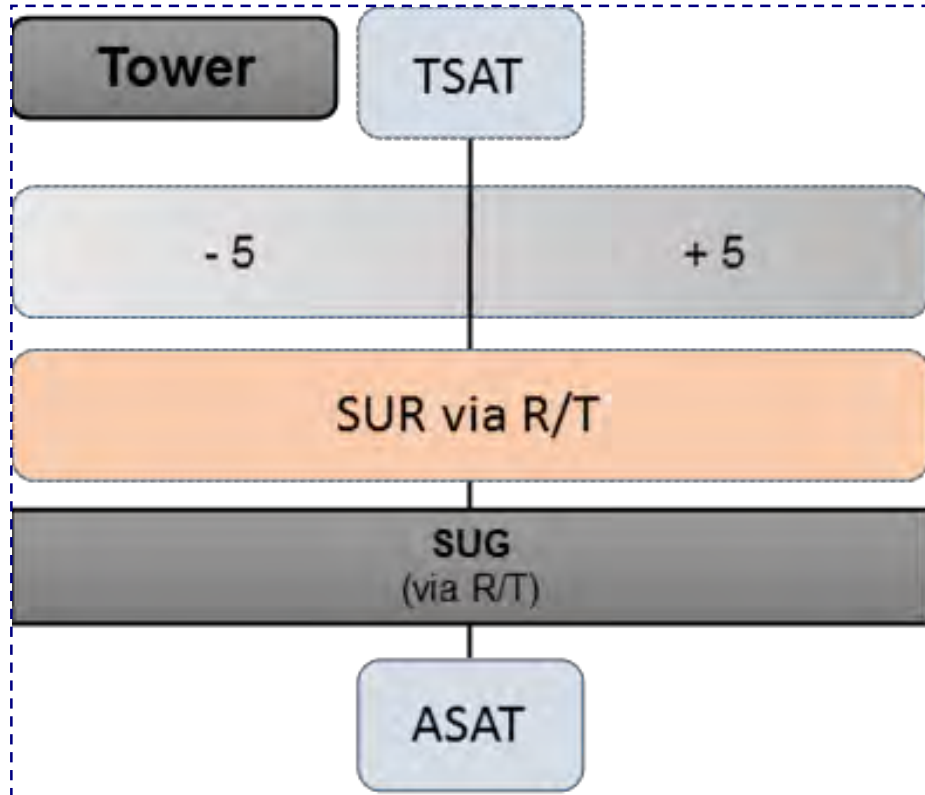 Tower
TSAT
- 5
+ 5
SUR via R/T
SUG
(via R/T)
ASAT